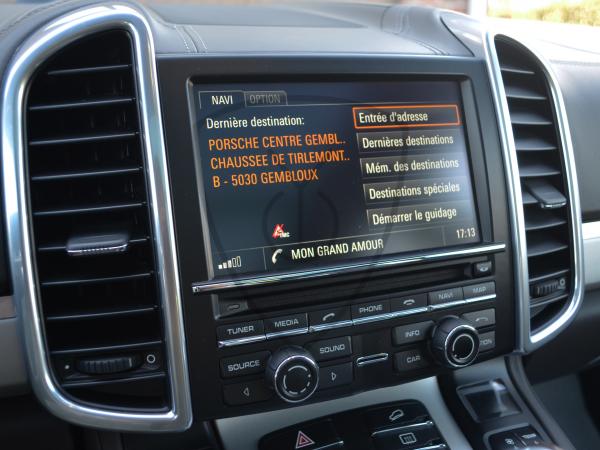 NAVI OPTION
Dernière destination:
PORSCHE CENTRE GEMBL..
CHAUSSEE DE TIRLEMONT..
B - 5030 GEMBLOUX
Entrée d'adresse
Dernières destinations
Mém. des destinations
Destinations spéciales
Démarrer le guidage
TMC
MON GRAND AMOUR 17:13
TUNER MEDIA PHONE NAVI MAP
SOURCE SOUND INFO
CAR OPTION